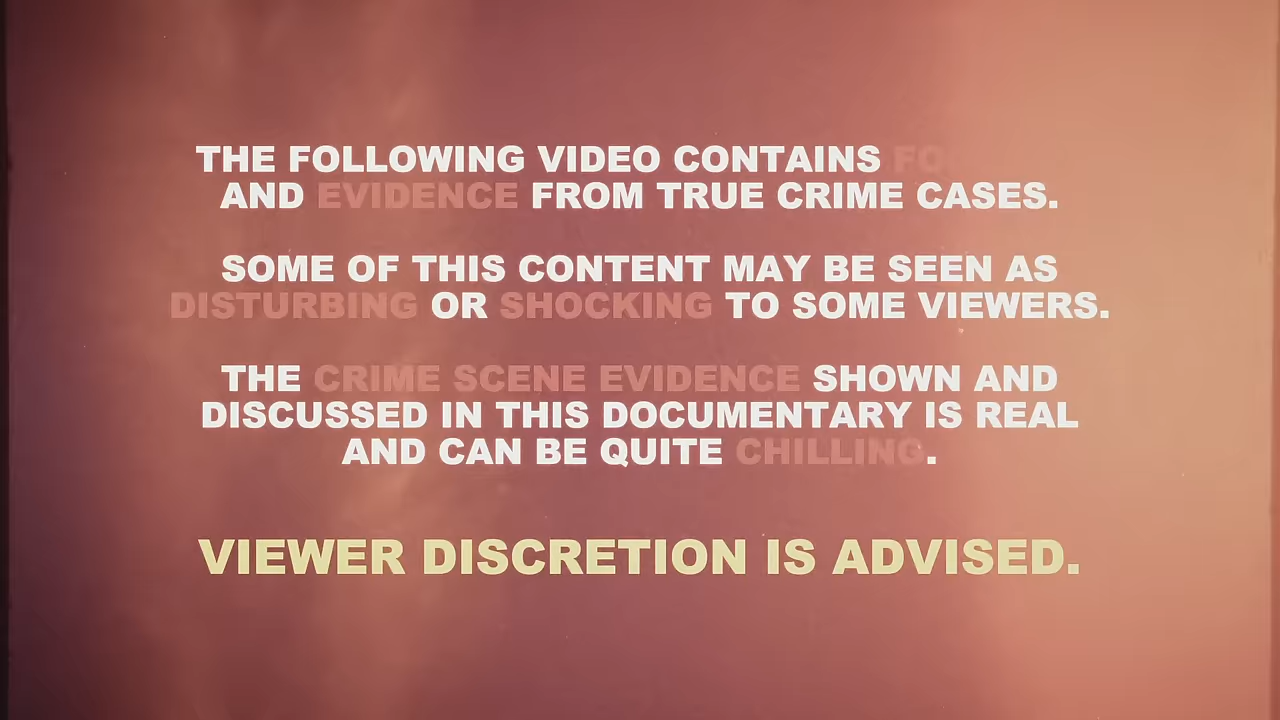 THE FOLLOWING VIDEO CONTAINS
AND EVIDENCE FROM TRUE CRIME CASES.
SOME OF THIS CONTENT MAY BE SEEN AS
DISTURBING OR SHOCKING TO SOME VIEWERS.
THE CRIME SCENE EVIDENCE SHOWN AND
DISCUSSED IN THIS DOCUMENTARY IS REAL
AND CAN BE QUITE CHILLING.
VIEWER DISCRETION IS ADVISED.